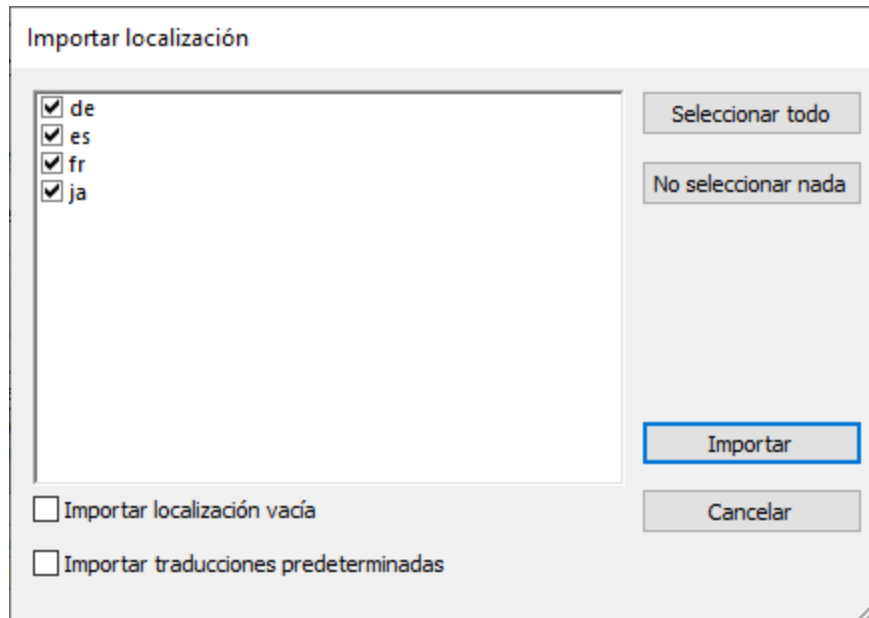 Importar localización
de
es
fr
ja
Seleccionar todo
No seleccionar nada
Importar
Cancelar
Importar localización vacía
Importar traducciones predeterminadas